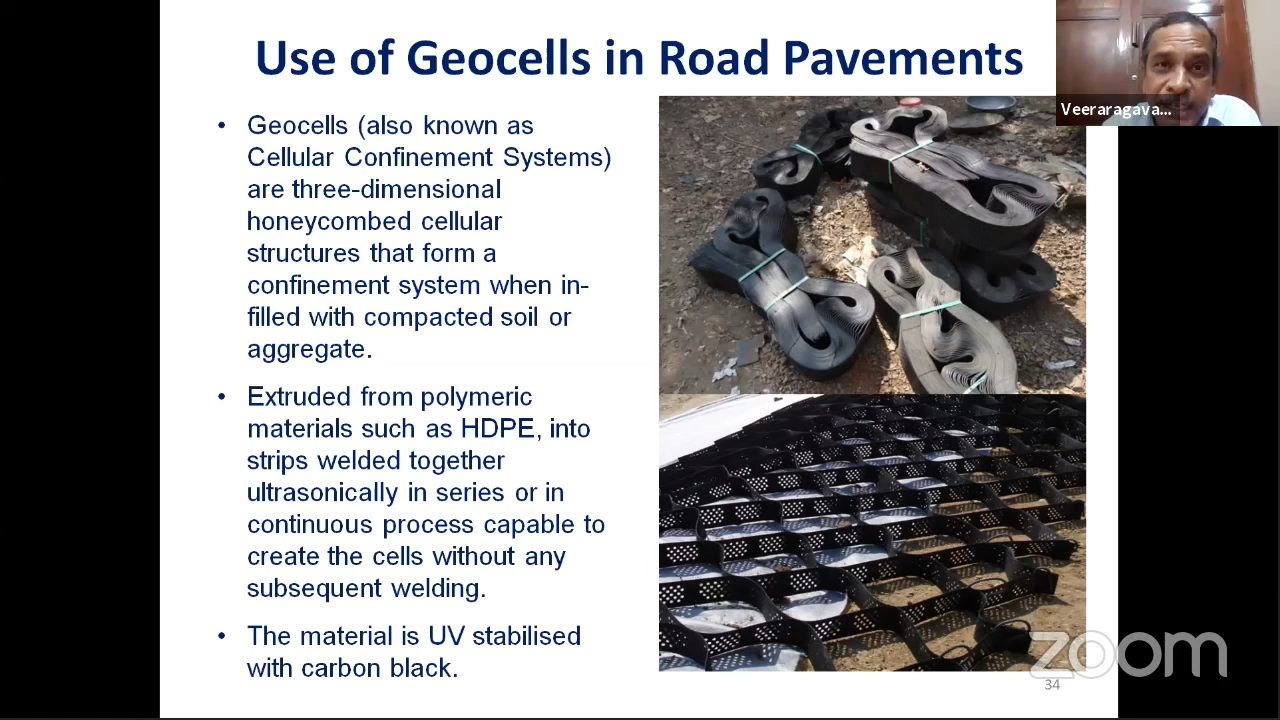 Use of Geocells in Road Pavements
Veeraragava...
• Geocells (also known as
Cellular Confinement Systems)
are three-dimensional
honeycombed cellular
structures that form a
confinement system when in-
filled with compacted soil or
aggregate.
• Extruded from polymeric
materials such as HDPE, into
strips welded together
ultrasonically in series or in
continuous process capable to
create the cells without any
subsequent welding.
• The material is UV stabilised
with carbon black.
zoom
34